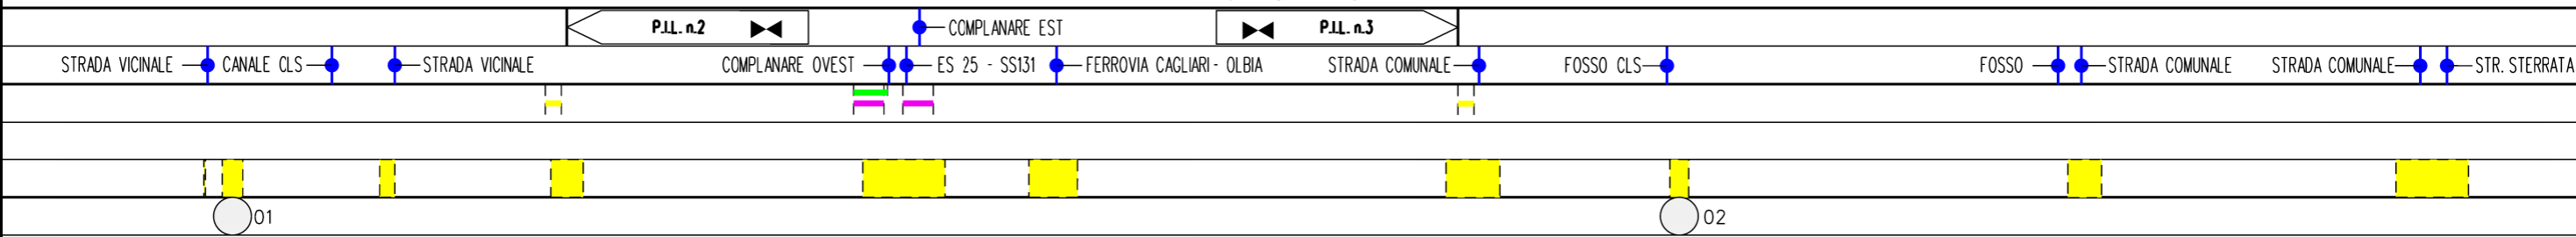 P.I.L. n.2
COMPLANARE EST
P.I.L. n.3
STRADA VICINALE
CANALE CLS
STRADA VICINALE
COMPLANARE OVEST
ES 25 - SS131
FERROVIA CAGLIARI - OLBIA
STRADA COMUNALE
FOSSO CLS
FOSSO
STRADA COMUNALE
STRADA COMUNALE
STR. STERRATA
01
02